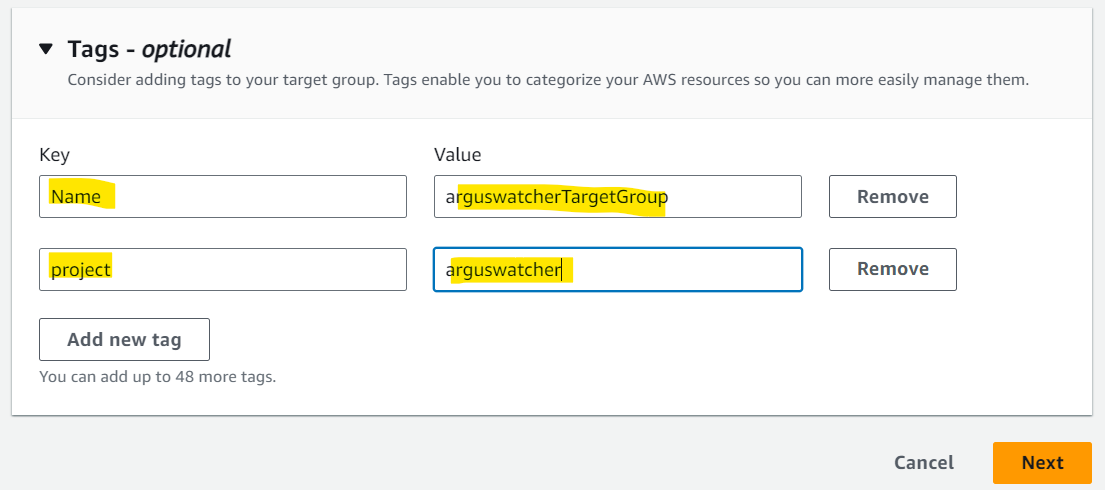 Tags - optional
Consider adding tags to your target group. Tags enable you to categorize your AWS resources so you can more easily manage them.
Key Value
Name arguswatcherTargetGroup Remove
project arguswatcher Remove
Add new tag
You can add up to 48 more tags.
Cancel Next